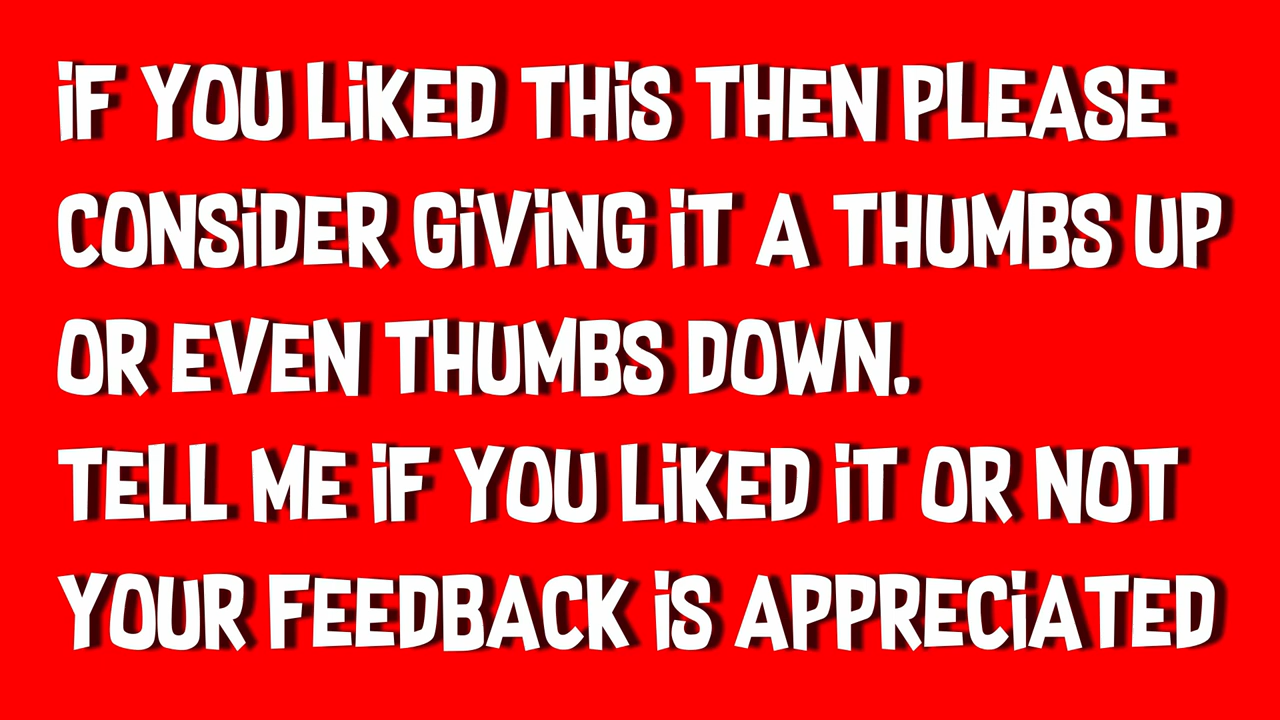 iF YOU LiKED THiS THEN PLEASE
CONSiDER GiViNG iT A THUMBS UP
OR EVEN THUMBS DOWN.
TELL ME iF YOU LiKED iT OR NOT
YOUR FEEDBACK iS APPRECiATED